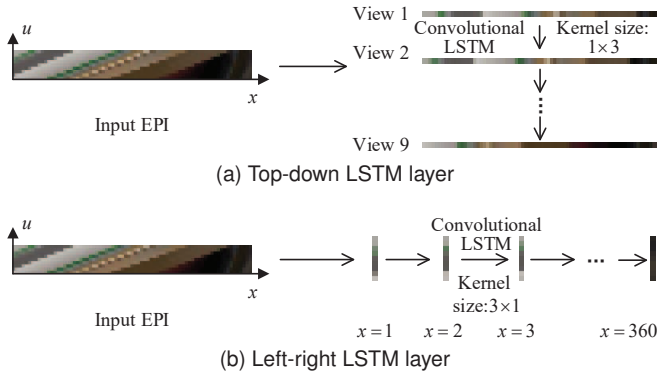 u
x
Input EPI
View 1
Convolutional
LSTM
Kernel size:
1×3
View 2
⋮
View 9
(a) Top-down LSTM layer
u
x
Input EPI
Convolutional
LSTM
Kernel
size:3×1
...
x=1
x=2
x=3
x=360
(b) Left-right LSTM layer